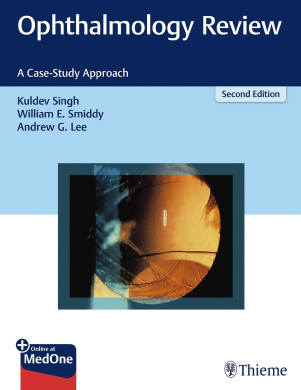 Ophthalmology Review
A Case-Study Approach
Second Edition
Kuldev Singh
William E. Smiddy
Andrew G. Lee
Online at
MedOne
Thieme